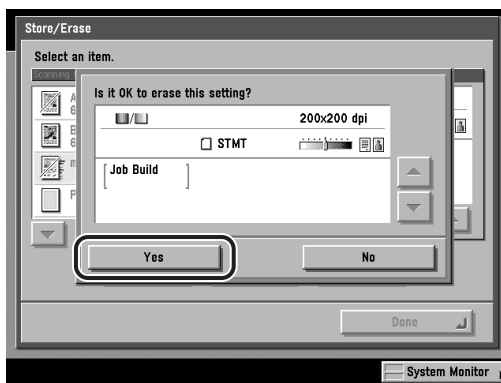 Store/Erase
Select an item.
Scanning
Is it OK to erase this setting?
200x200 dpi
STMT
Job Build
Yes
No
Done
System Monitor